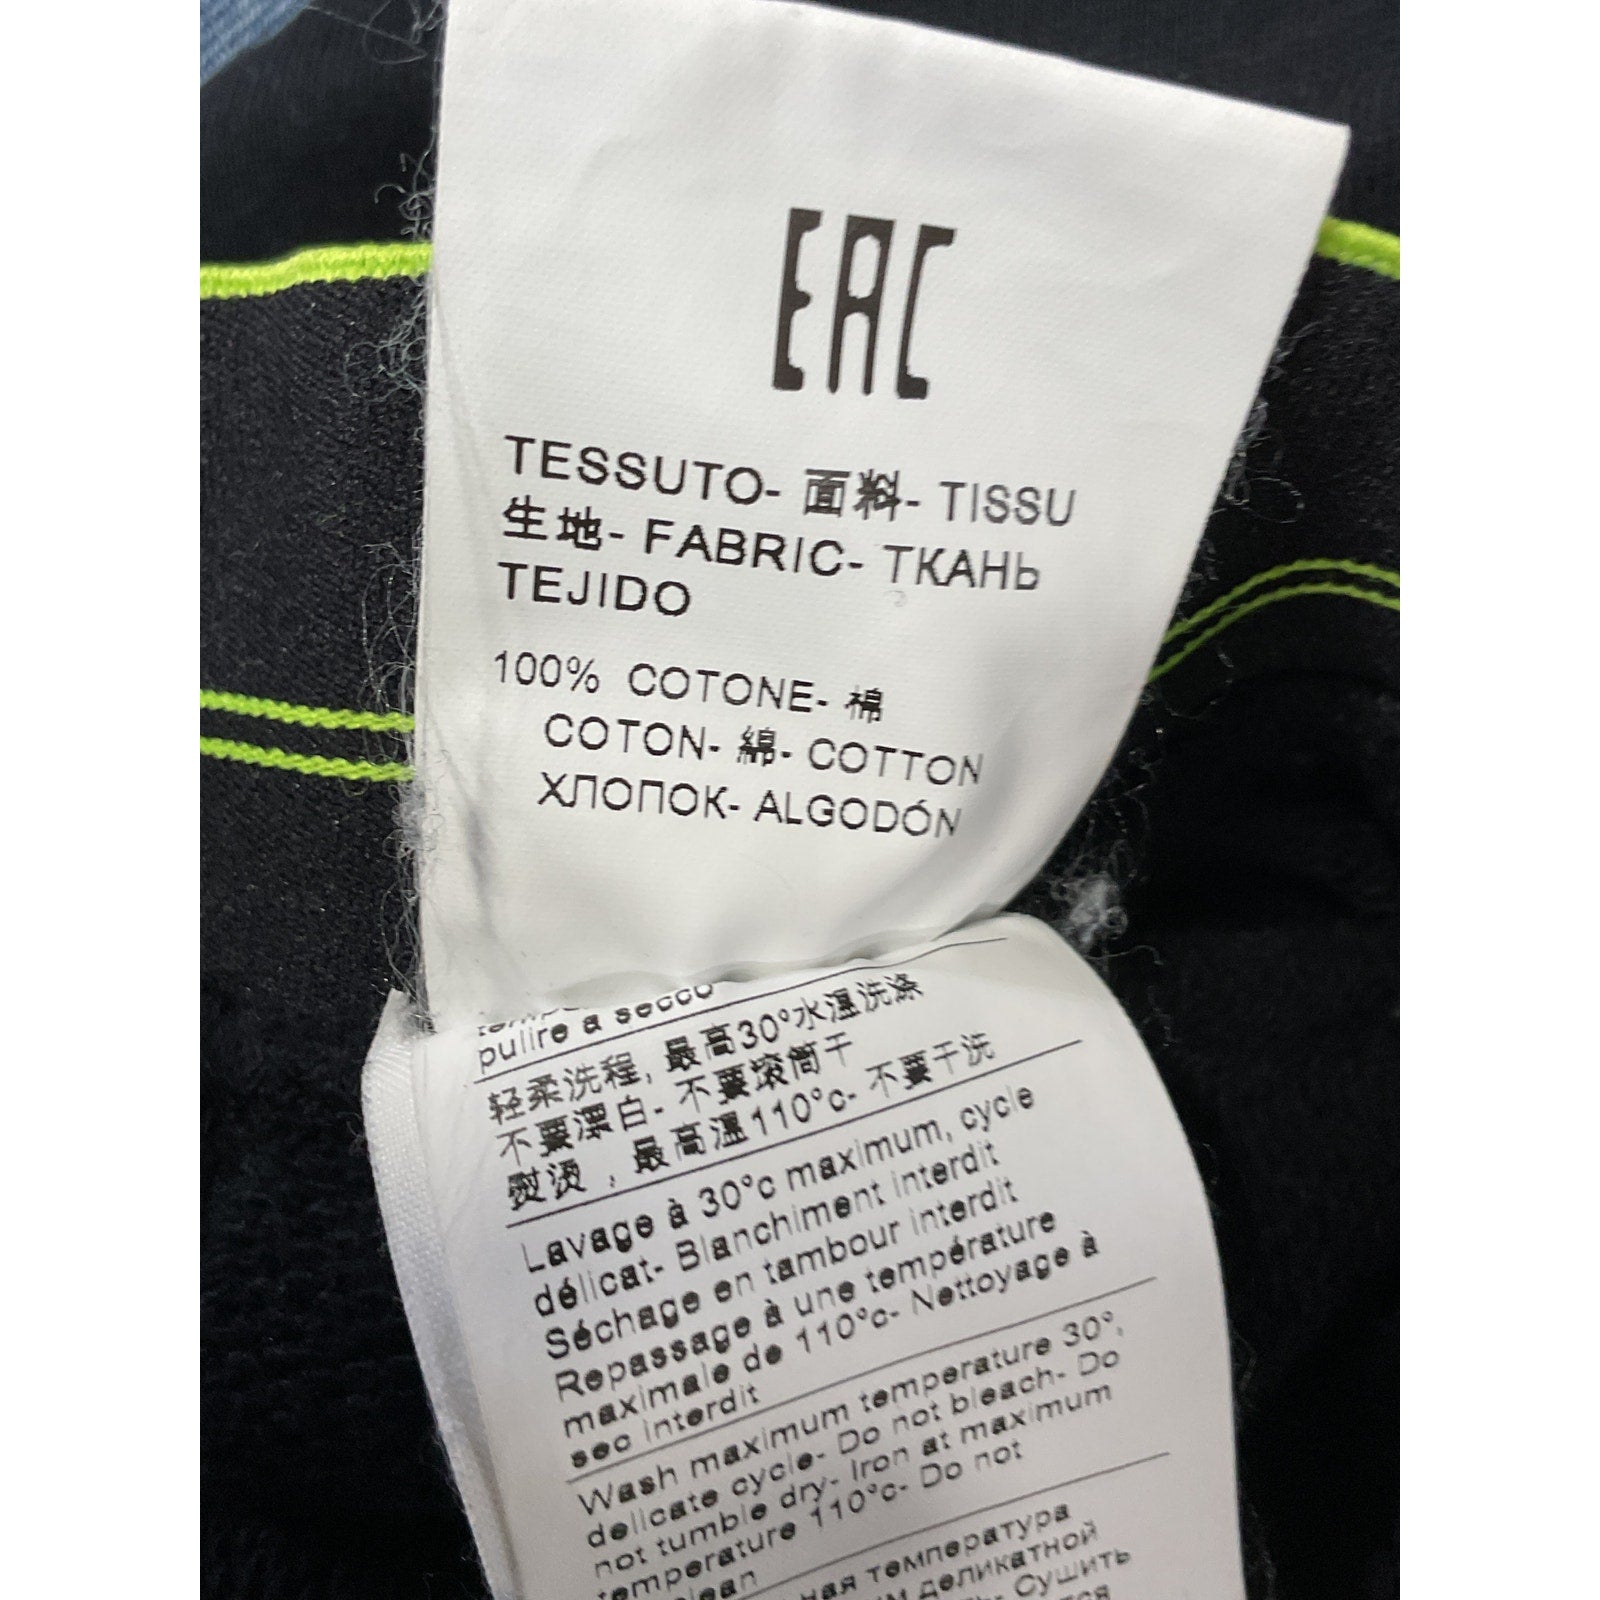 EAC
TESSUTO- 面料- TISSU
生地- FABRIC- ТКАНЬ
TEJIDO
100% COTONE- 棉
COTON- 綿- COTTON
ХЛОПОК- ALGODÓN
pulire a secco
轻柔洗程, 最高30°水温洗涤
不要漂白- 不要滚筒干
熨烫, 最高温110°c- 不要干洗
Lavage à 30°c maximum, cycle
délicat- Blanchiment interdit
Séchage en tambour interdit
Repassage à une température
maximale de 110°c- Nettoyage à
sec interdit
Wash maximum temperature 30°,
delicate cycle- Do not bleach- Do
not tumble dry- Iron at maximum
temperature 110°c- Do not
температура
деликатной
Сушить